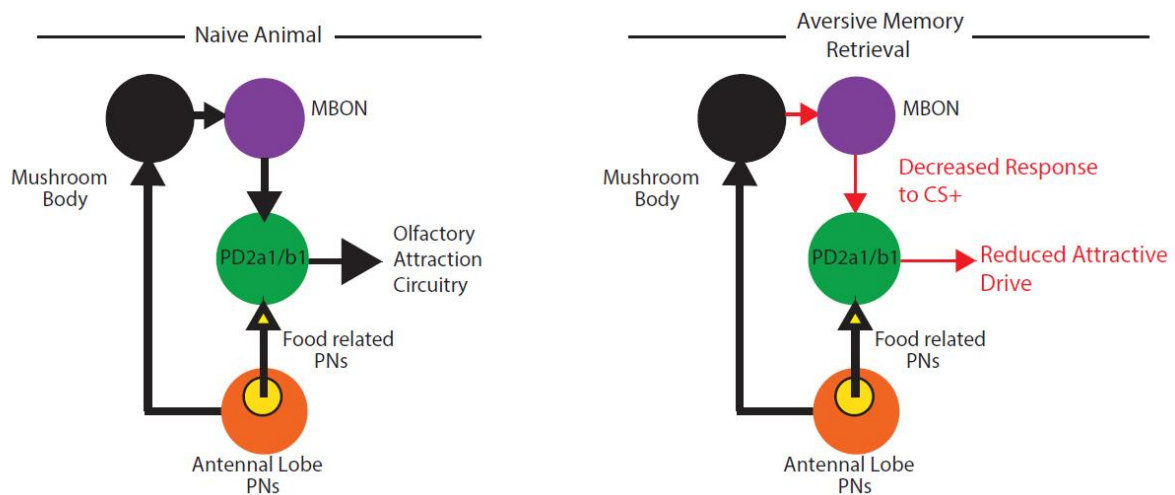 Naive Animal
MBON
Mushroom
Body
PD2a1/b1
Olfactory
Attraction
Circuitry
Food related
PNs
Antennal Lobe
PNs
Aversive Memory
Retrieval
MBON
Mushroom
Body
Decreased Response
to CS+
PD2a1/b1
Reduced Attractive
Drive
Food related
PNs
Antennal Lobe
PNs